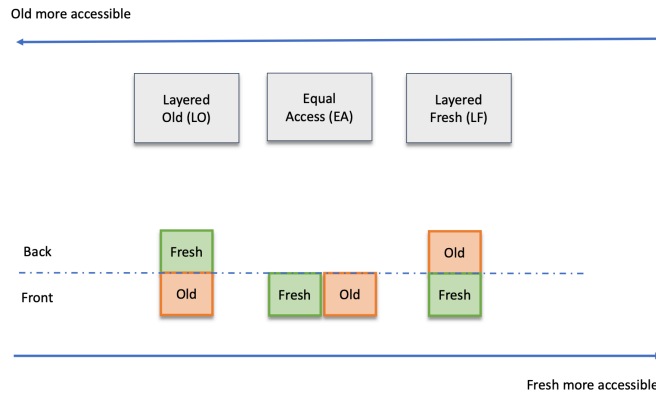 Old more accessible
Layered
Old (LO)
Equal
Access (EA)
Layered
Fresh (LF)
Back
Fresh
Old
Front
Old
Fresh
Old
Fresh
Fresh more accessible